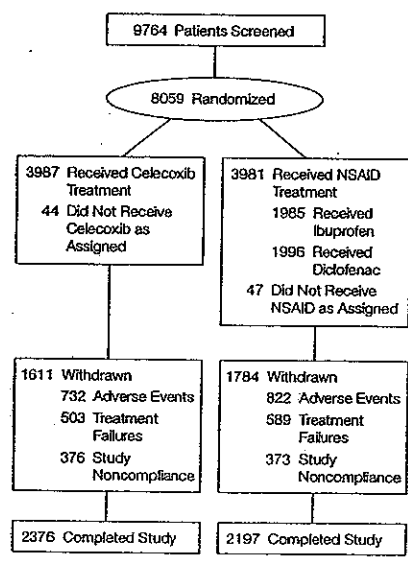 9764 Patients Screened
8059 Randomized
3987 Received Celecoxib
Treatment
44 Did Not Receive
Celecoxib as
Assigned
3981 Received NSAID
Treatment
1985 Received
Ibuprofen
1996 Received
Diclofenac
47 Did Not Receive
NSAID as Assigned
1611 Withdrawn
732 Adverse Events
503 Treatment
Failures
376 Study
Noncompliance
1784 Withdrawn
822 Adverse Events
589 Treatment
Failures
373 Study
Noncompliance
2376 Completed Study
2197 Completed Study